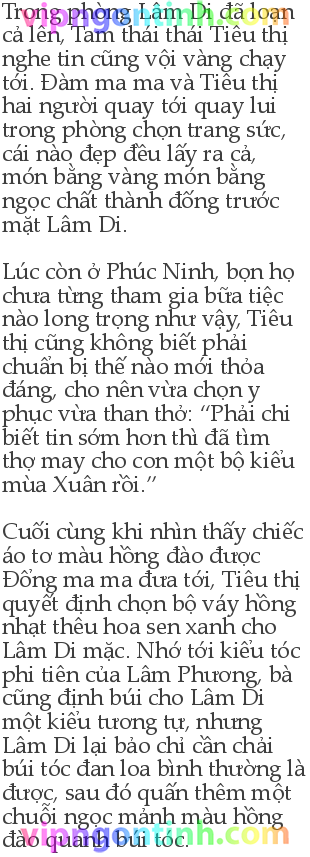 Trong phòng Lâm Di đã loạn
cả lên, Tam thái thái Tiêu thị
nghe tin cũng vội vàng chạy
tới. Đàm ma ma và Tiêu thị
hai người quay tới quay lui
trong phòng chọn trang sức,
cái nào đẹp đều lấy ra cả,
món bằng vàng món bằng
ngọc chất thành đống trước
mặt Lâm Di.
Lúc còn ở Phúc Ninh, bọn họ
chưa từng tham gia bữa tiệc
nào long trọng như vậy, Tiêu
thị cũng không biết phải
chuẩn bị thế nào mới thỏa
đáng, cho nên vừa chọn y
phục vừa than thở: “Phải chi
biết tin sớm hơn thì đã tìm
thợ may cho con một bộ kiểu
mùa Xuân rồi.”
Cuối cùng khi nhìn thấy chiếc
áo tơ màu hồng đào được
Đổng ma ma đưa tới, Tiêu thị
quyết định chọn bộ váy hồng
nhạt thêu hoa sen xanh cho
Lâm Di mặc. Nhớ tới kiểu tóc
phi tiên của Lâm Phương, bà
cũng định búi cho Lâm Di
một kiểu tương tự, nhưng
Lâm Di lại bảo chỉ cần chải
búi tóc đan loa bình thường là
được, sau đó quấn thêm một
chuỗi ngọc mảnh màu hồng
đào quanh búi tóc.
vipngontinh.com
vipngontinh.com